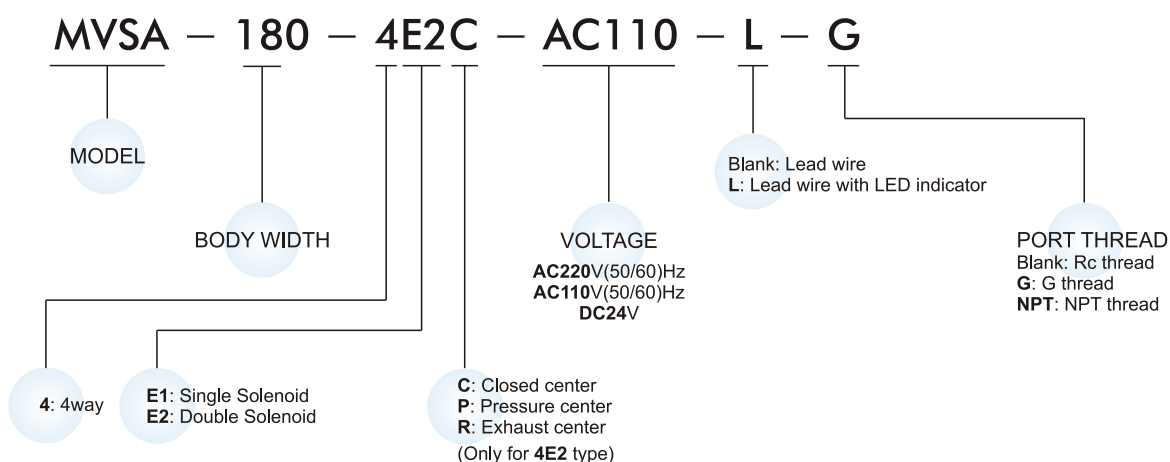 MVSA – 180 – 4E2C – AC110 – L – G
MODEL
BODY WIDTH
4: 4way
E1: Single Solenoid
E2: Double Solenoid
C: Closed center
P: Pressure center
R: Exhaust center
(Only for 4E2 type)
VOLTAGE
AC220V(50/60)Hz
AC110V(50/60)Hz
DC24V
Blank: Lead wire
L: Lead wire with LED indicator
PORT THREAD
Blank: Rc thread
G: G thread
NPT: NPT thread